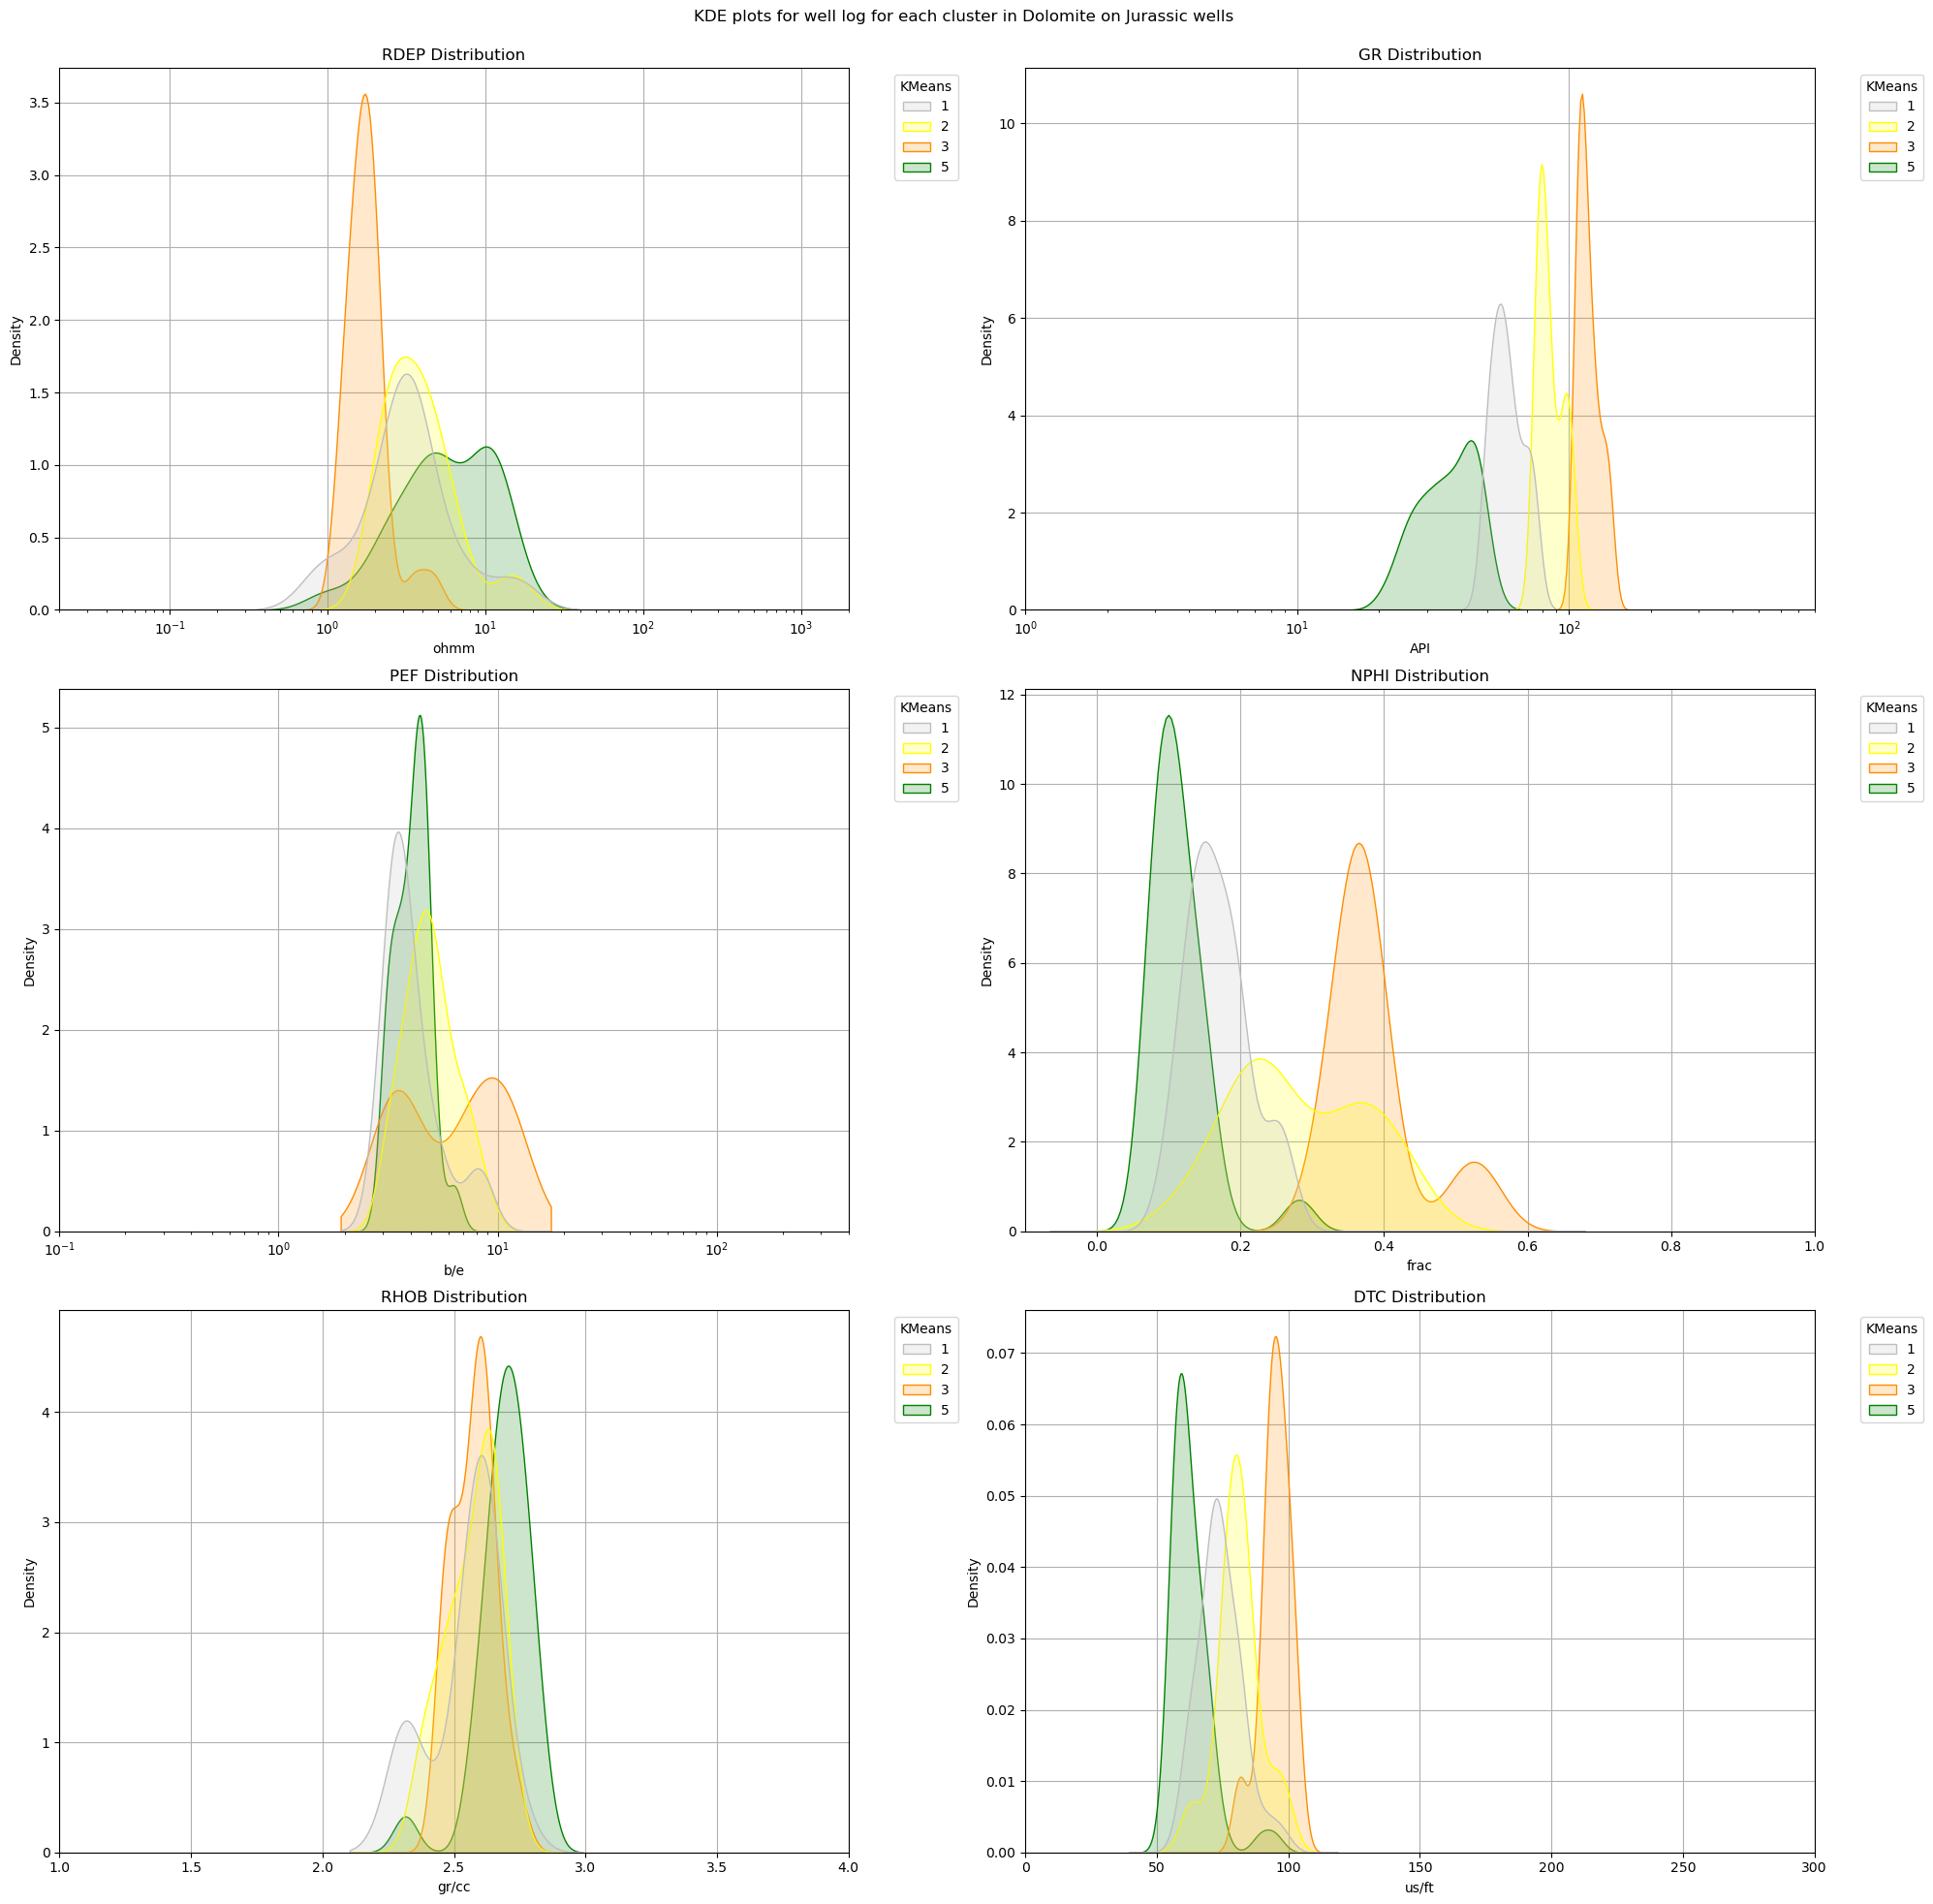 KDE plots for well log for each cluster in Dolomite on Jurassic wells
RDEP Distribution
Density
3.5
3.0
2.5
2.0
1.5
1.0
0.5
0.0
10⁻¹ 10⁰ 10¹ 10² 10³
ohmm
KMeans
1
2
3
5
GR Distribution
Density
10
8
6
4
2
0
10⁰ 10¹ 10²
API
KMeans
1
2
3
5
PEF Distribution
Density
5
4
3
2
1
0
10⁻¹ 10⁰ 10¹ 10²
b/e
KMeans
1
2
3
5
NPHI Distribution
Density
12
10
8
6
4
2
0
0.0 0.2 0.4 0.6 0.8 1.0
frac
KMeans
1
2
3
5
RHOB Distribution
Density
4
3
2
1
0
1.0 1.5 2.0 2.5 3.0 3.5 4.0
gr/cc
KMeans
1
2
3
5
DTC Distribution
Density
0.07
0.06
0.05
0.04
0.03
0.02
0.01
0.00
0 50 100 150 200 250 300
us/ft
KMeans
1
2
3
5